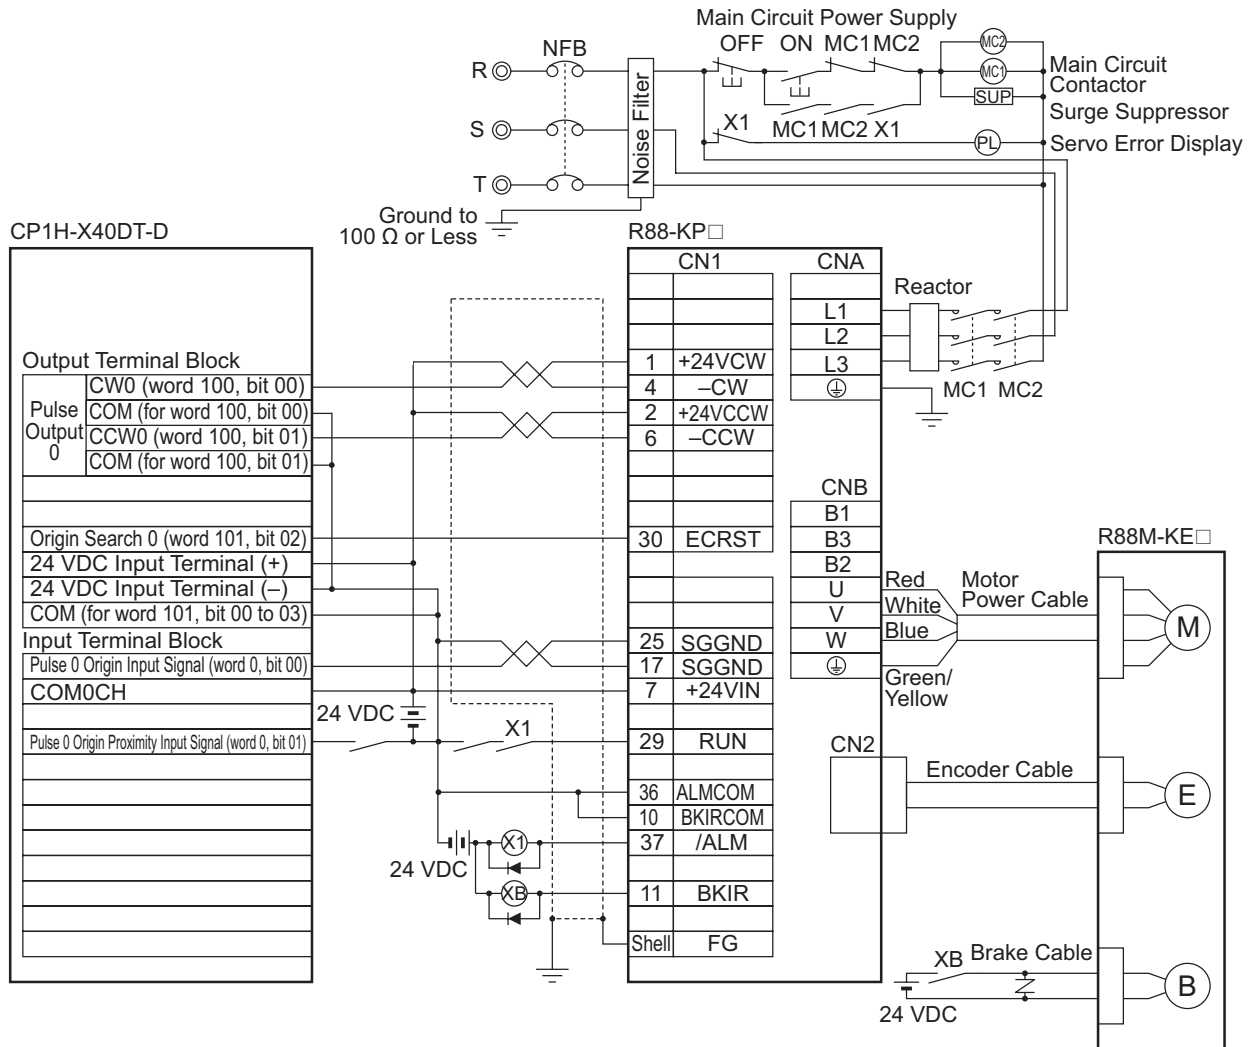 Main Circuit Power Supply
OFF ON MC1 MC2
NFB
R
S
T
Noise Filter
MC2
MC1
SUP
Main Circuit
Contactor
Surge Suppressor
MC1 MC2 X1
X1
PL
Servo Error Display
Ground to
100 Ω or Less
CP1H-X40DT-D
Output Terminal Block
Pulse
Output
0
CW0 (word 100, bit 00)
COM (for word 100, bit 00)
CCW0 (word 100, bit 01)
COM (for word 100, bit 01)
Origin Search 0 (word 101, bit 02)
24 VDC Input Terminal (+)
24 VDC Input Terminal (–)
COM (for word 101, bit 00 to 03)
Input Terminal Block
Pulse 0 Origin Input Signal (word 0, bit 00)
COM0CH
Pulse 0 Origin Proximity Input Signal (word 0, bit 01)
24 VDC
X1
24 VDC
X1
XB
R88-KP□
CN1
1 +24VCW
4 –CW
2 +24VCCW
6 –CCW
30 ECRST
25 SGGND
17 SGGND
7 +24VIN
29 RUN
36 ALMCOM
10 BKIRCOM
37 /ALM
11 BKIR
Shell FG
CNA
L1
L2
L3
Reactor
MC1 MC2
CNB
B1
B3
B2
U
V
W
Red
White
Blue
Green/
Yellow
Motor
Power Cable
CN2
Encoder Cable
XB
Brake Cable
24 VDC
R88M-KE□
M
E
B